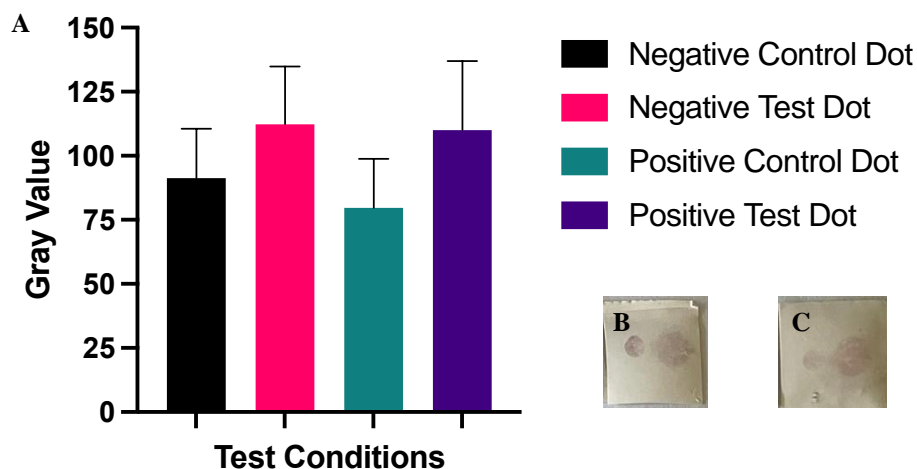 A
150
125
100
75
50
25
0
Gray Value
Test Conditions
Negative Control Dot
Negative Test Dot
Positive Control Dot
Positive Test Dot
B
C